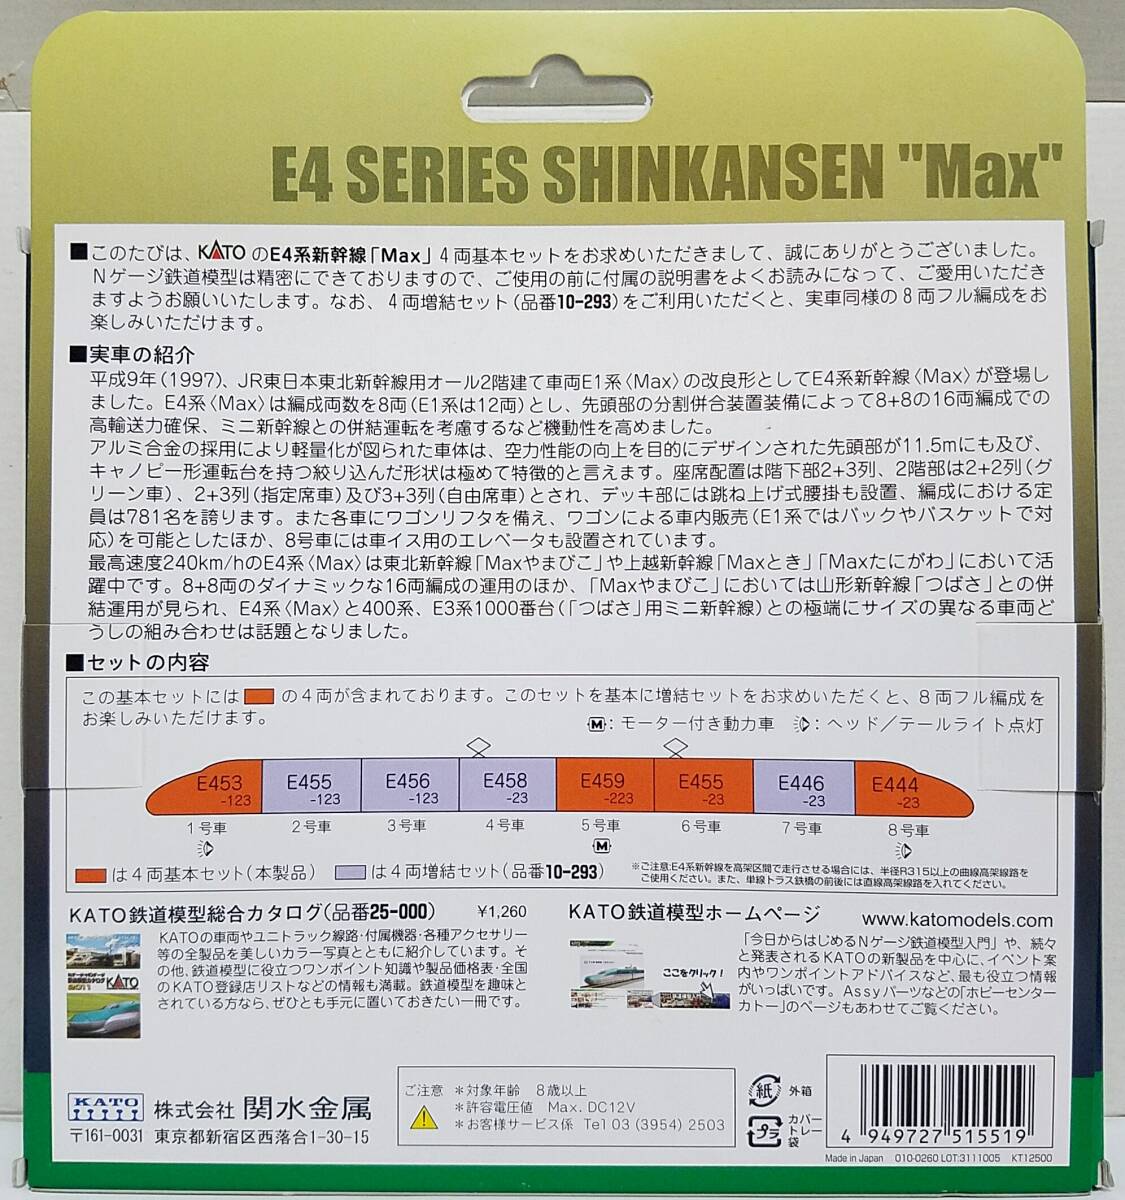 E4 SERIES SHINKANSEN "Max"
■このたびは、KATOのE4系新幹線「Max」4両基本セットをお求めいただきまして、誠にありがとうございました。
Nゲージ鉄道模型は精密にできておりますので、ご使用の前に付属の説明書をよくお読みになって、ご愛用いただき
ますようお願いいたします。なお、4両増結セット(品番10-293)をご利用いただくと、実車同様の8両フル編成をお
楽しみいただけます。
■実車の紹介
平成9年(1997)、JR東日本東北新幹線用オール2階建て車両E1系〈Max〉の改良形としてE4系新幹線〈Max〉が登場し
ました。E4系〈Max〉は編成両数を8両(E1系は12両)とし、先頭部の分割併合装置装備によって8+8の16両編成での
高輸送力確保、ミニ新幹線との併結運転を考慮するなど機動性を高めました。
アルミ合金の採用により軽量化が図られた車体は、空力性能の向上を目的にデザインされた先頭部が11.5mにも及び、
キャノピー形運転台を持つ絞り込んだ形状は極めて特徴的と言えます。座席配置は階下部2+3列、2階部は2+2列(グ
リーン車)、2+3列(指定席車)及び3+3列(自由席車)とされ、デッキ部には跳ね上げ式腰掛も設置、編成における定
員は781名を誇ります。また各車にワゴンリフタを備え、ワゴンによる車内販売(E1系ではバックやバスケットで対
応)を可能としたほか、8号車には車イス用のエレベータも設置されています。
最高速度240km/hのE4系〈Max〉は東北新幹線「Maxやまびこ」や上越新幹線「Maxとき」「Maxたにがわ」において活
躍中です。8+8両のダイナミックな16両編成の運用のほか、「Maxやまびこ」においては山形新幹線「つばさ」との併
結運用が見られ、E4系〈Max〉と400系、E3系1000番台(「つばさ」用ミニ新幹線)との極端にサイズの異なる車両ど
うしの組み合わせは話題となりました。
■セットの内容
この基本セットには の4両が含まれております。このセットを基本に増結セットをお求めいただくと、8両フル編成を
お楽しみいただけます。
M:モーター付き動力車 :ヘッド/テールライト点灯
E453 E455 E456 E458 E459 E455 E446 E444
-123 -123 -123 -23 -223 -23 -23 -23
1号車 2号車 3号車 4号車 5号車 6号車 7号車 8号車
M
は4両基本セット(本製品) は4両増結セット(品番10-293)
※ご注意:E4系新幹線を高架区間で走行させる場合には、半径R315以上の曲線高架線路を
ご使用ください。また、単線トラス鉄橋の前後には直線高架線路を入れてください。
KATO鉄道模型総合カタログ(品番25-000) ¥1,260
KATOの車両やユニトラック線路・付属機器・各種アクセサリー
等の全製品を美しいカラー写真とともに紹介しています。そ
の他、鉄道模型に役立つワンポイント知識や製品価格表・全国
のKATO登録店リストなどの情報も満載。鉄道模型を趣味と
されている方なら、ぜひとも手元に置いておきたい一冊です。
KATO
2011
KATO鉄道模型ホームページ www.katomodels.com
ここをクリック!
「今日からはじめるNゲージ鉄道模型入門」や、続々
と発表されるKATOの新製品を中心に、イベント案
内やワンポイントアドバイスなど、最も役立つ情報
がいっぱいです。Assyパーツなどの「ホビーセンター
カトー」のページもあわせてご覧ください。
KATO 株式会社 関水金属
〒161-0031 東京都新宿区西落合1-30-15
ご注意 *対象年齢 8歳以上
*許容電圧値 Max. DC12V
*お客様サービス係 Tel 03 (3954) 2503
紙 外箱
プラ カバー
トレー
袋
4 949727 515519
Made in Japan 010-0260 LOT:3111005 KT12500